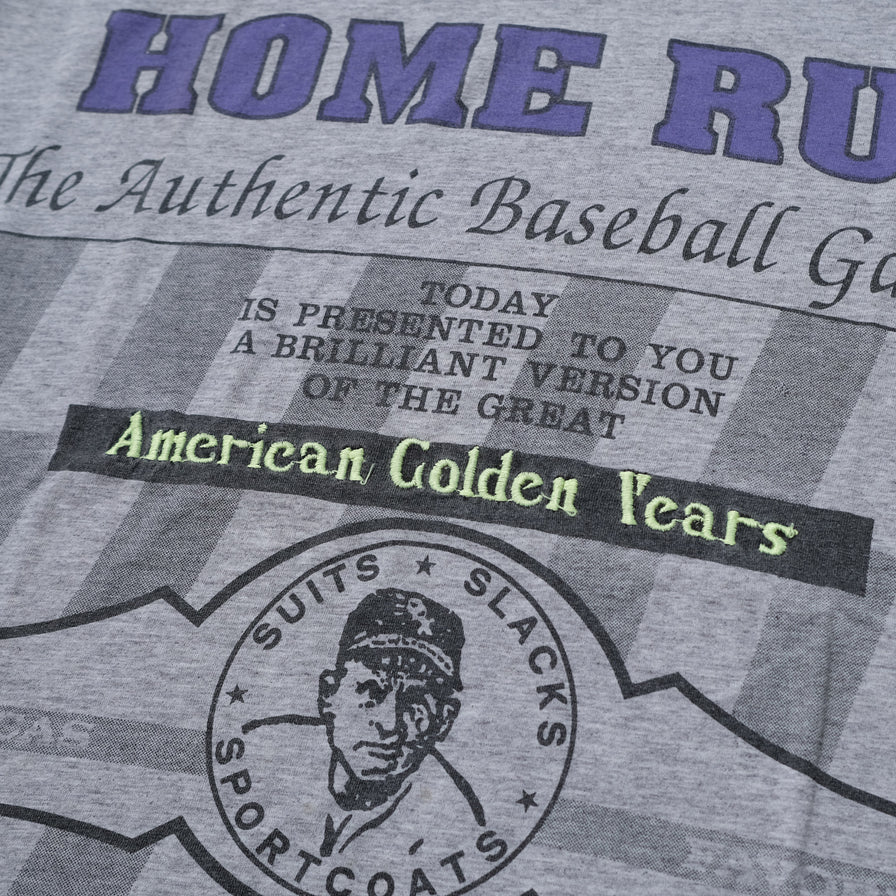 HOME RU
The Authentic Baseball Ga
TODAY
IS PRESENTED TO YOU
A BRILLIANT VERSION
OF THE GREAT
American Golden Years
SUITS ★ SLACKS ★ SPORTCOATS ★